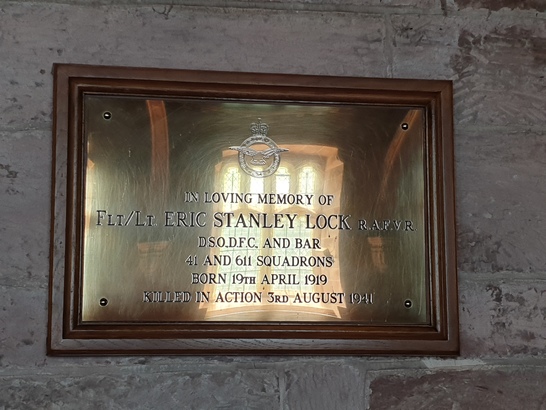 IN LOVING MEMORY OF
FLT/LT. ERIC STANLEY LOCK R.A.F.V.R.
D.S.O.D.F.C. AND BAR
41 AND 611 SQUADRONS
BORN 19TH APRIL 1919
KILLED IN ACTION 3RD AUGUST 1941